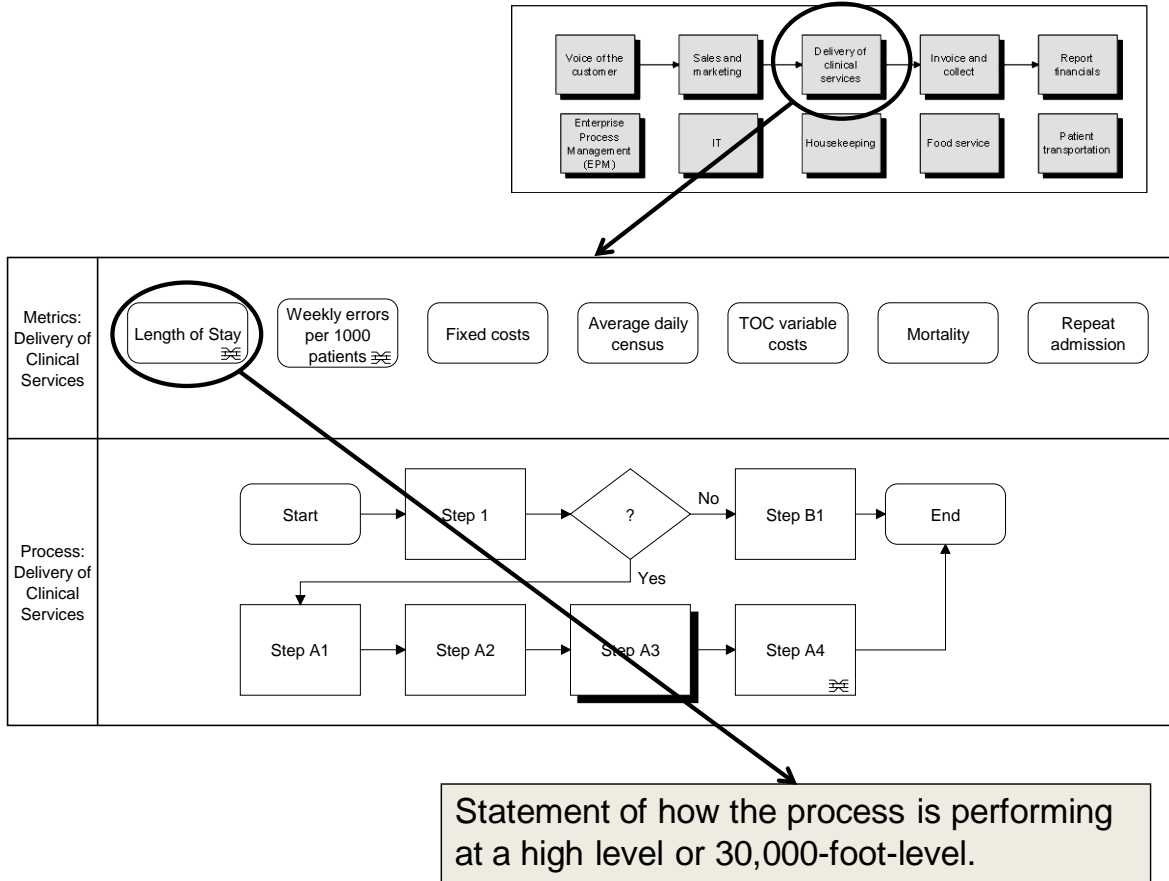 Voice of the
customer
Sales and
marketing
Delivery of
clinical
services
Invoice and
collect
Report
financials
Enterprise
Process
Management
(EPM)
IT
Housekeeping
Food service
Patient
transportation
Metrics:
Delivery of
Clinical
Services
Length of Stay
Weekly errors
per 1000
patients
Fixed costs
Average daily
census
TOC variable
costs
Mortality
Repeat
admission
Process:
Delivery of
Clinical
Services
Start
Step 1
?
No
Step B1
End
Yes
Step A1
Step A2
Step A3
Step A4
Statement of how the process is performing
at a high level or 30,000-foot-level.